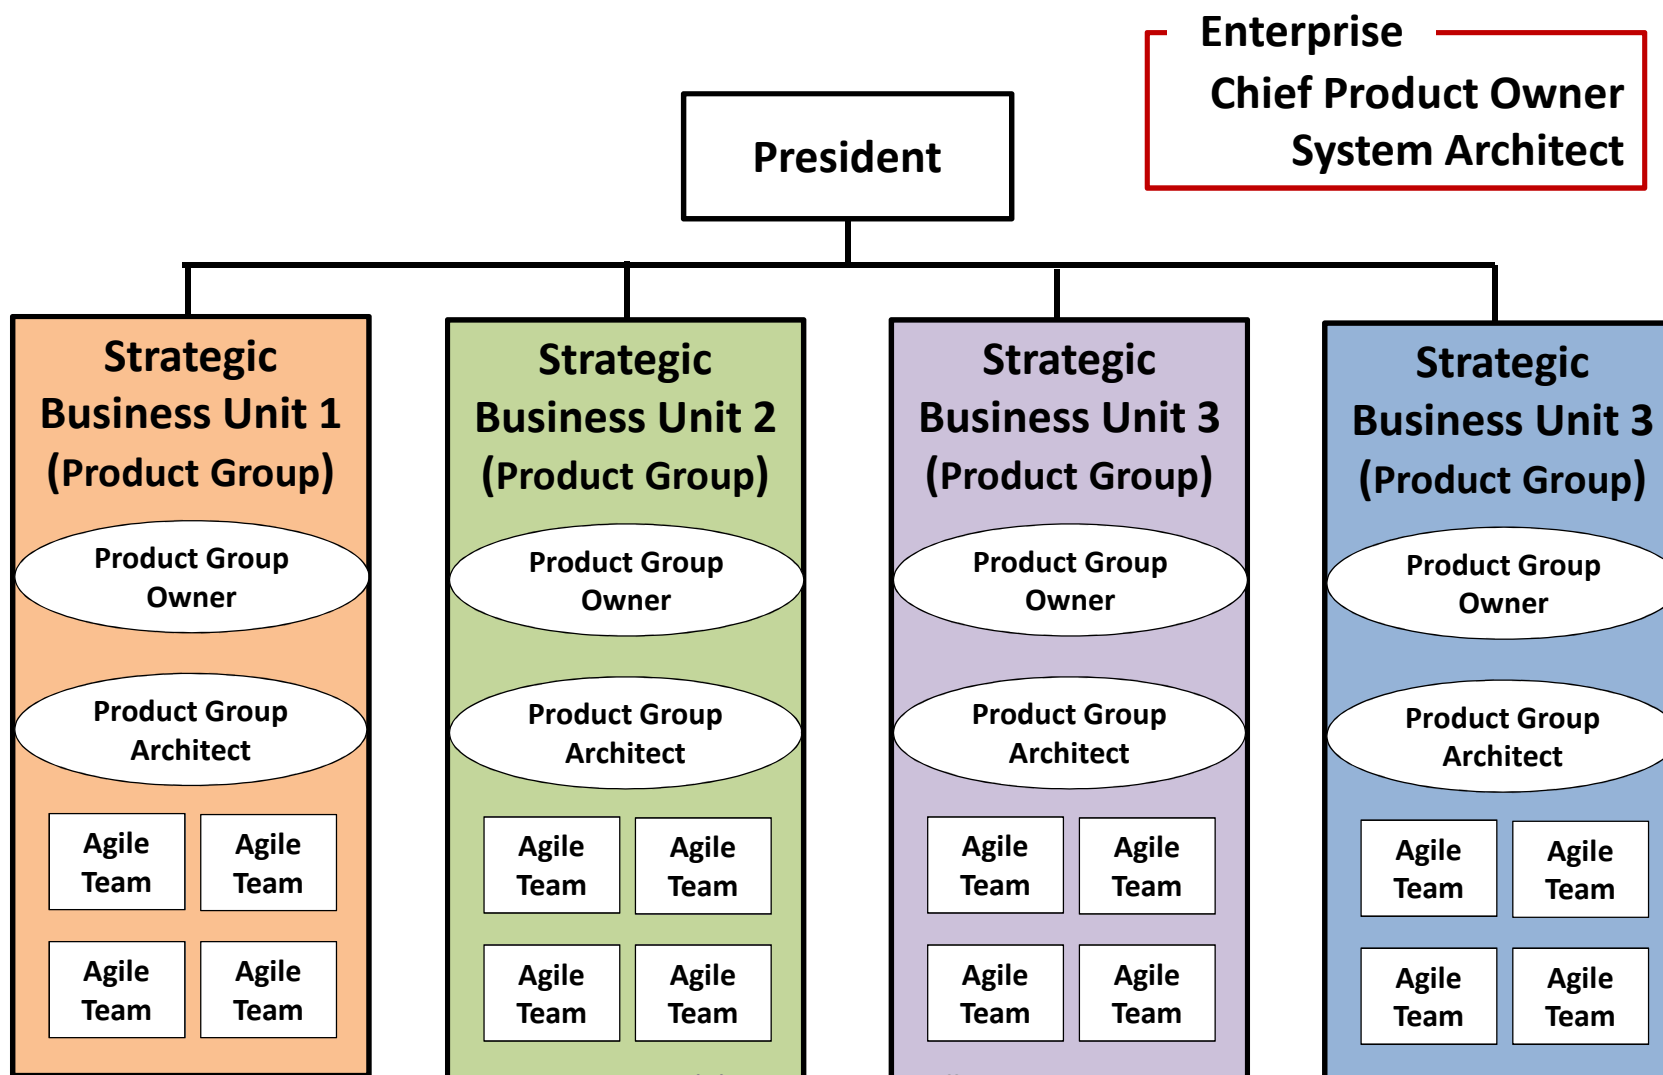 Enterprise
Chief Product Owner
System Architect
President
Strategic
Business Unit 1
(Product Group)
Product Group
Owner
Product Group
Architect
Agile
Team
Agile
Team
Agile
Team
Agile
Team
Strategic
Business Unit 2
(Product Group)
Product Group
Owner
Product Group
Architect
Agile
Team
Agile
Team
Agile
Team
Agile
Team
Strategic
Business Unit 3
(Product Group)
Product Group
Owner
Product Group
Architect
Agile
Team
Agile
Team
Agile
Team
Agile
Team
Strategic
Business Unit 3
(Product Group)
Product Group
Owner
Product Group
Architect
Agile
Team
Agile
Team
Agile
Team
Agile
Team